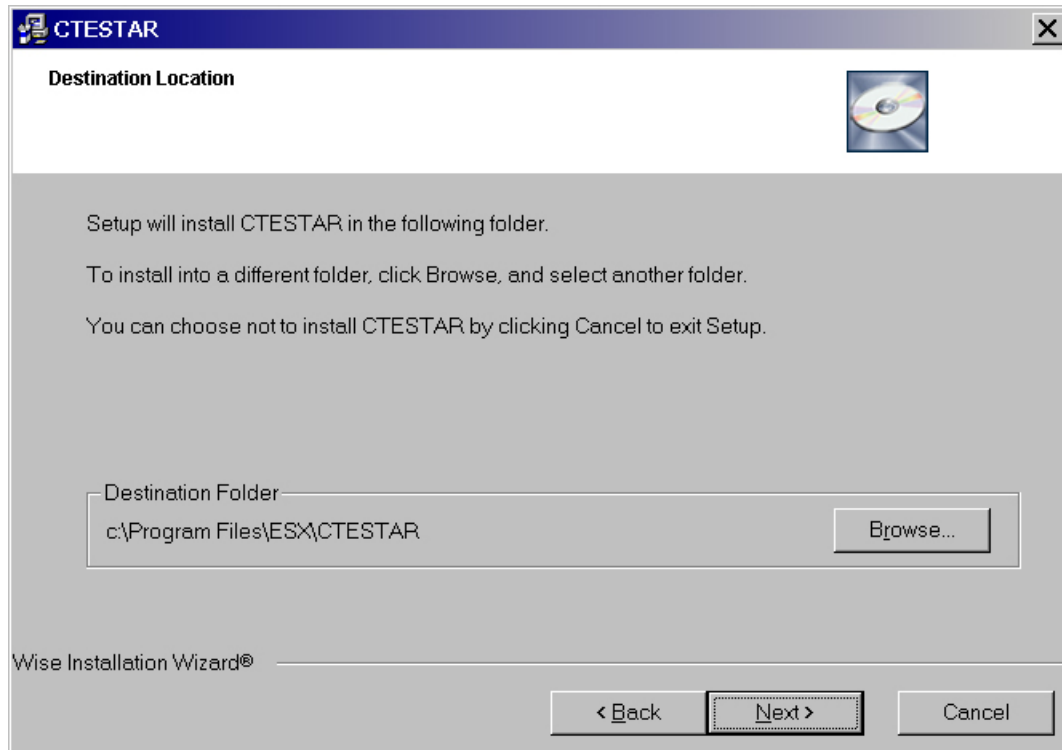 CTESTAR
Destination Location
Setup will install CTESTAR in the following folder.
To install into a different folder, click Browse, and select another folder.
You can choose not to install CTESTAR by clicking Cancel to exit Setup.
Destination Folder
c:\Program Files\ESX\CTESTAR
Browse...
Wise Installation Wizard®
< Back
Next >
Cancel